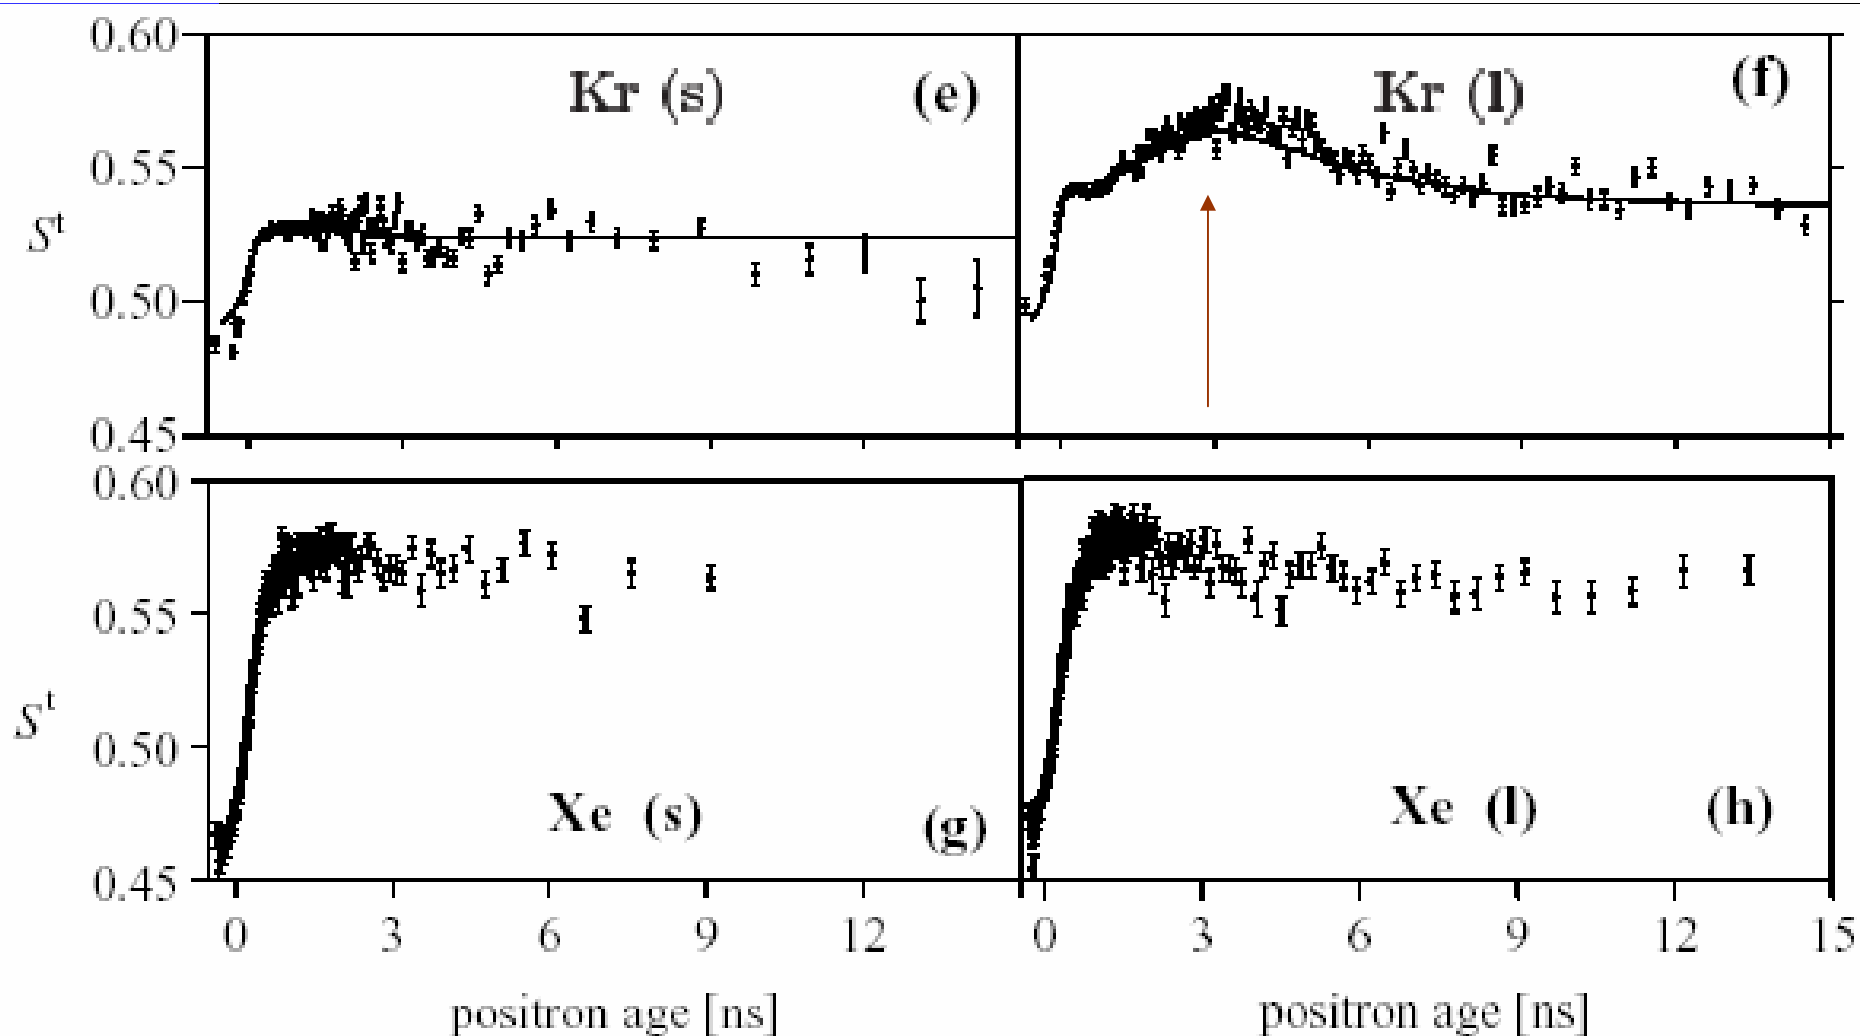 0.60
Kr (s) (e) Kr (l) (f)
0.55
S^t
0.50
0.45
0.60
0.55
S^t
0.50
Xe (s) (g) Xe (l) (h)
0.45
0 3 6 9 12 0 3 6 9 12 15
positron age [ns] positron age [ns]